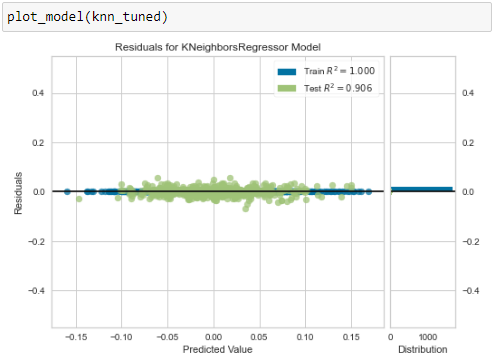 plot_model(knn_tuned)
Residuals for KNeighborsRegressor Model
Train R² = 1.000
Test R² = 0.906
0.4
0.2
0.0
−0.2
−0.4
Residuals
0.4
0.2
0.0
−0.2
−0.4
−0.15 −0.10 −0.05 0.00 0.05 0.10 0.15
0 1000
Predicted Value
Distribution